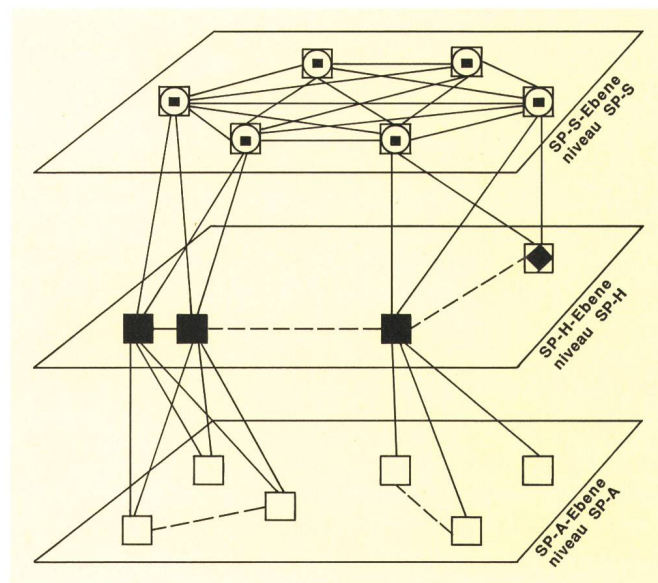 SP-S-Ebene
niveau SP-S
SP-H-Ebene
niveau SP-H
SP-A-Ebene
niveau SP-A